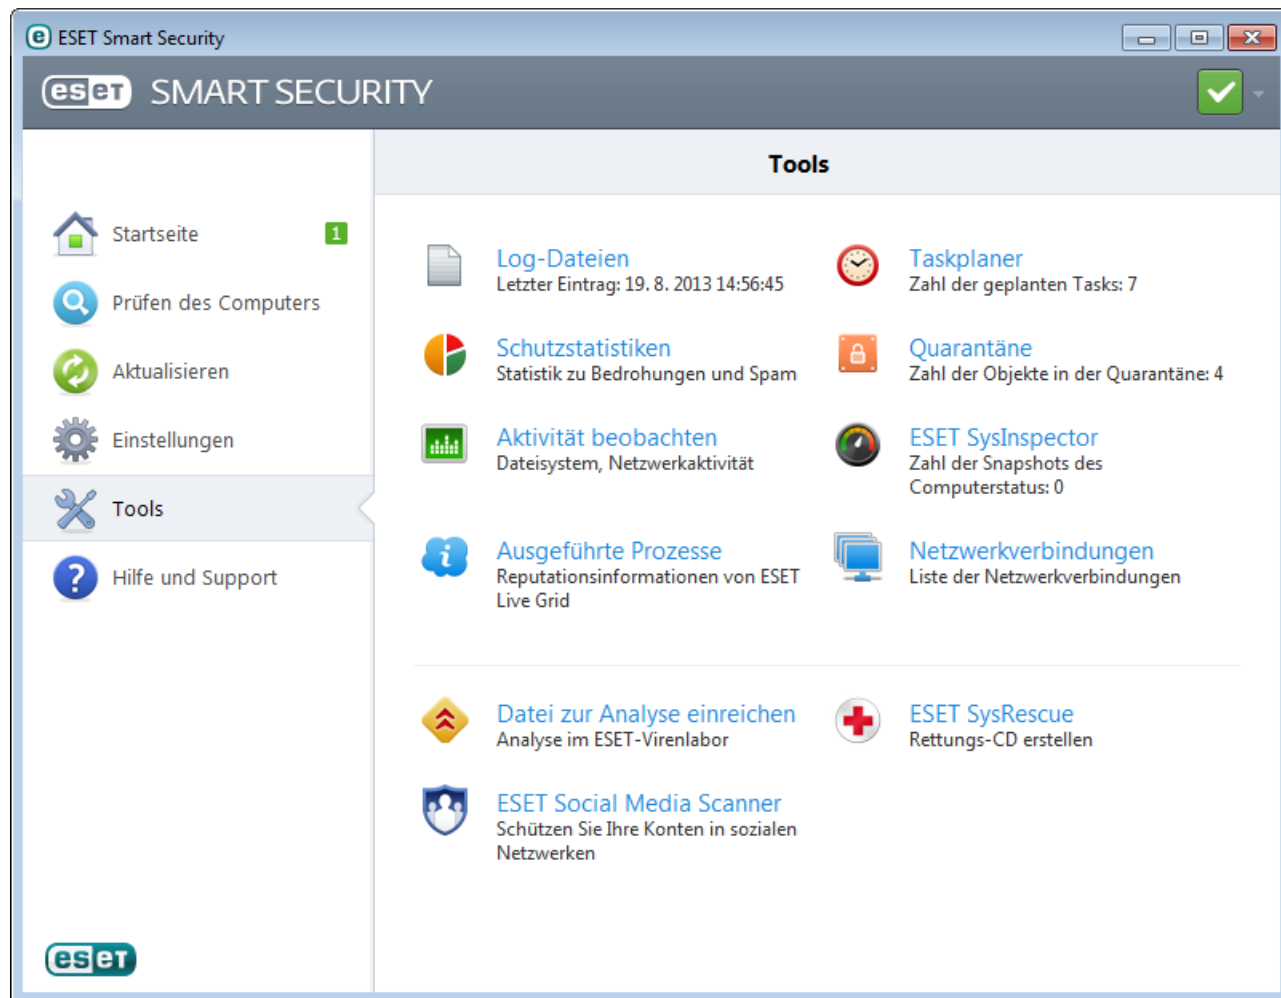 ESET Smart Security
eseT SMART SECURITY
Tools
Startseite 1
Prüfen des Computers
Aktualisieren
Einstellungen
Tools
Hilfe und Support
Log-Dateien
Letzter Eintrag: 19. 8. 2013 14:56:45
Taskplaner
Zahl der geplanten Tasks: 7
Schutzstatistiken
Statistik zu Bedrohungen und Spam
Quarantäne
Zahl der Objekte in der Quarantäne: 4
Aktivität beobachten
Dateisystem, Netzwerkaktivität
ESET SysInspector
Zahl der Snapshots des
Computerstatus: 0
Ausgeführte Prozesse
Reputationsinformationen von ESET
Live Grid
Netzwerkverbindungen
Liste der Netzwerkverbindungen
Datei zur Analyse einreichen
Analyse im ESET-Virenlabor
ESET SysRescue
Rettungs-CD erstellen
ESET Social Media Scanner
Schützen Sie Ihre Konten in sozialen
Netzwerken
eseT